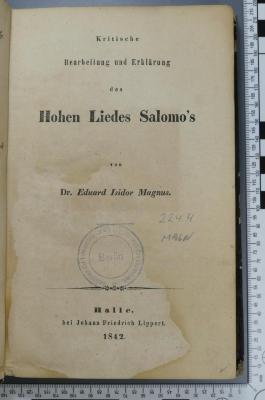 Kritische
Bearbeitung und Erklärung
des
Hohen Liedes Salomo's
von
Dr. Eduard Isidor Magnus.
224.4
MAGN
Berlin
Halle,
bei Johann Friedrich Lippert.
1842.